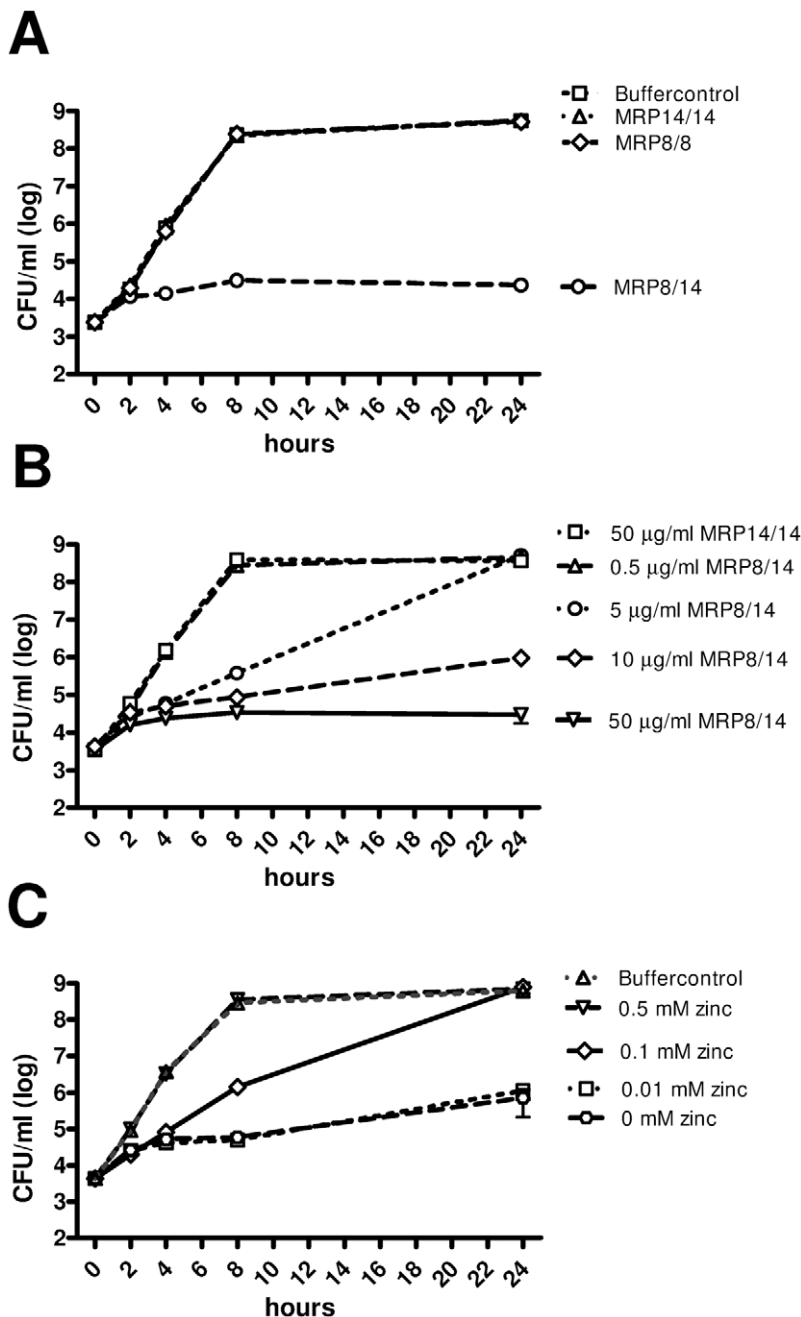 A
9
8
7
6
5
4
3
2
CFU/ml (log)
0 2 4 6 8 10 12 14 16 18 20 22 24
hours
Buffercontrol
MRP14/14
MRP8/8
MRP8/14
B
9
8
7
6
5
4
3
2
CFU/ml (log)
0 2 4 6 8 10 12 14 16 18 20 22 24
hours
50 µg/ml MRP14/14
0.5 µg/ml MRP8/14
5 µg/ml MRP8/14
10 µg/ml MRP8/14
50 µg/ml MRP8/14
C
9
8
7
6
5
4
3
2
CFU/ml (log)
0 2 4 6 8 10 12 14 16 18 20 22 24
hours
Buffercontrol
0.5 mM zinc
0.1 mM zinc
0.01 mM zinc
0 mM zinc